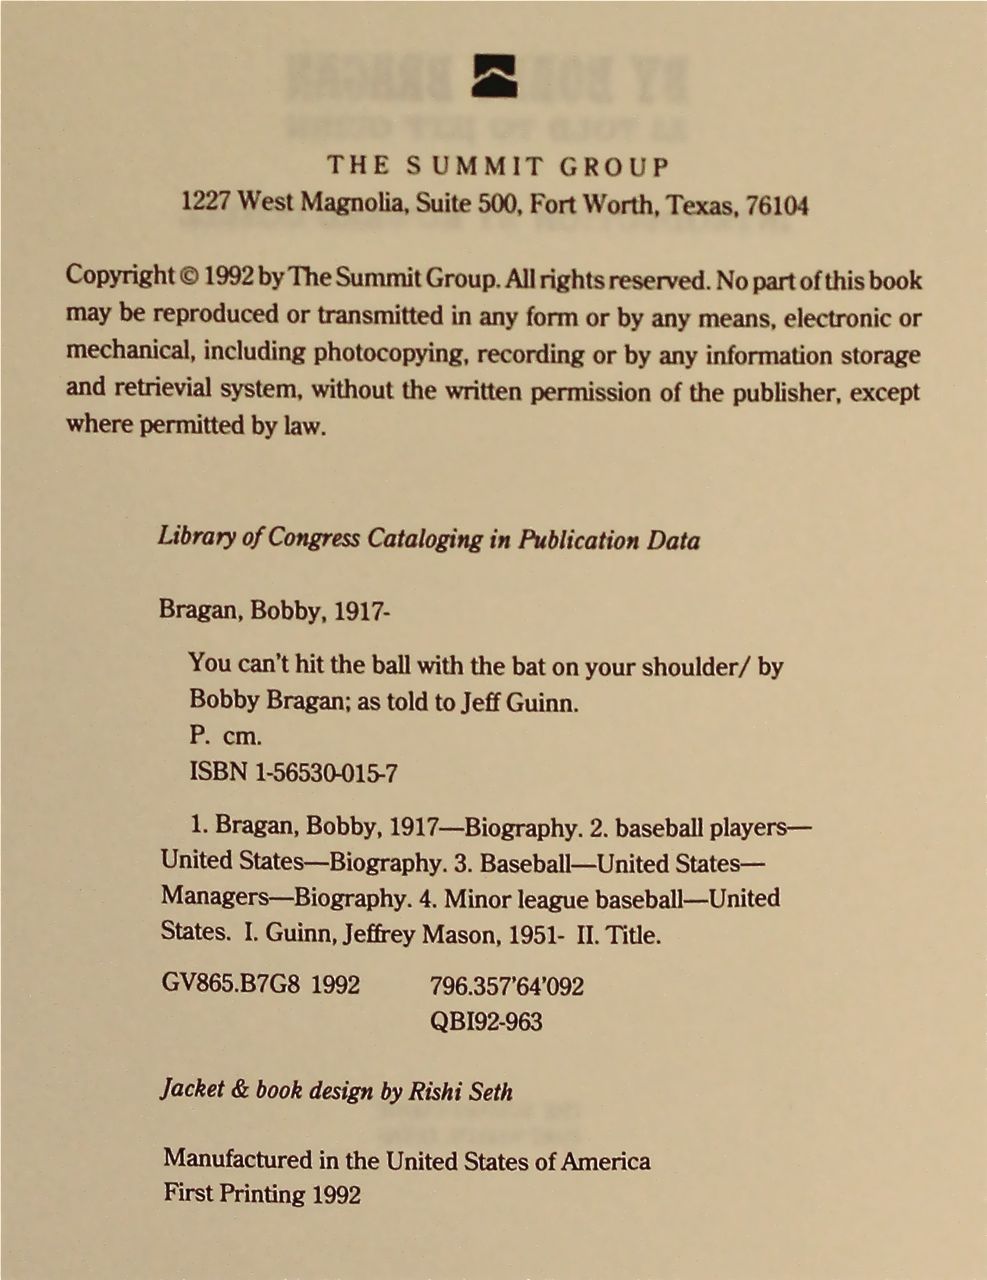 THE SUMMIT GROUP
1227 West Magnolia, Suite 500, Fort Worth, Texas, 76104
Copyright © 1992 by The Summit Group. All rights reserved. No part of this book
may be reproduced or transmitted in any form or by any means, electronic or
mechanical, including photocopying, recording or by any information storage
and retrievial system, without the written permission of the publisher, except
where permitted by law.
Library of Congress Cataloging in Publication Data
Bragan, Bobby, 1917-
You can't hit the ball with the bat on your shoulder/ by
Bobby Bragan; as told to Jeff Guinn.
P. cm.
ISBN 1-56530-015-7
1. Bragan, Bobby, 1917—Biography. 2. baseball players—
United States—Biography. 3. Baseball—United States—
Managers—Biography. 4. Minor league baseball—United
States. I. Guinn, Jeffrey Mason, 1951- II. Title.
GV865.B7G8 1992 796.357'64'092
QBI92-963
Jacket & book design by Rishi Seth
Manufactured in the United States of America
First Printing 1992